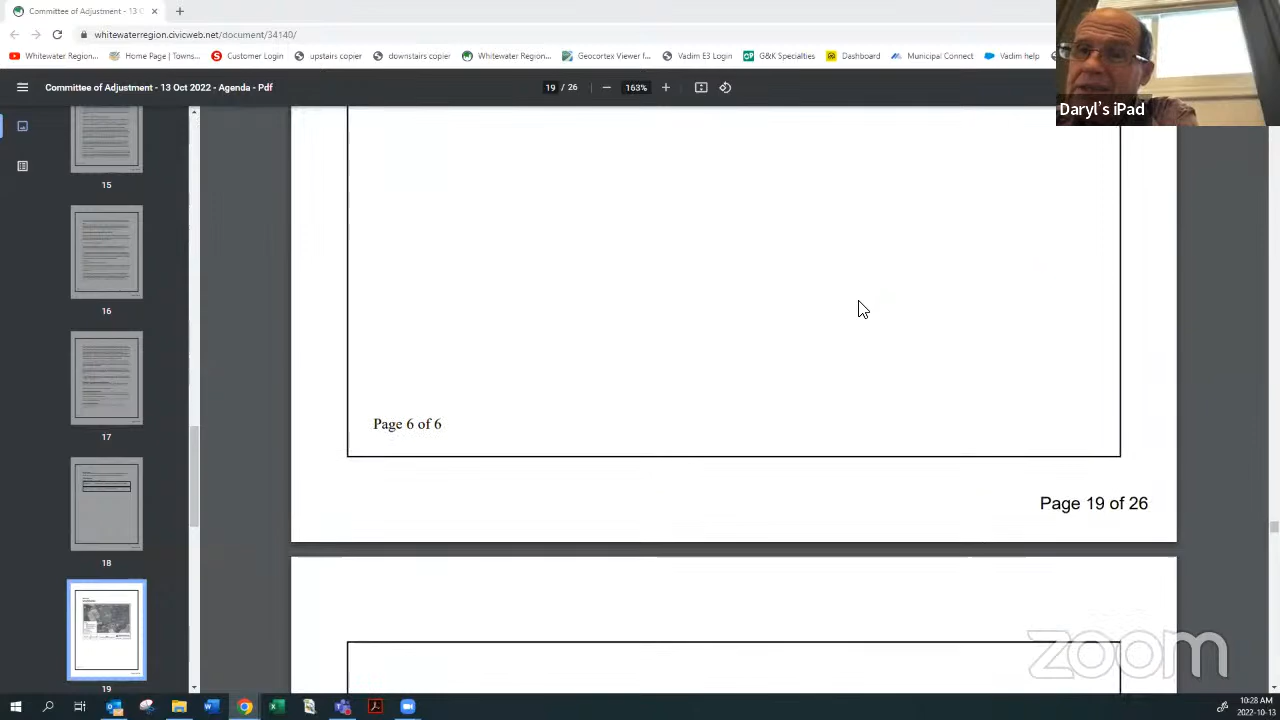 Committee of Adjustment - 13 O
whitewaterregion.civicweb.net/document/34140/
Whitewater Region... Home Page | Towns... Customer Login upstairs copier downstairs copier Whitewater Region... Geocortex Viewer f... Vadim E3 Login G&K Specialties Dashboard Municipal Connect Vadim help
Committee of Adjustment - 13 Oct 2022 - Agenda - Pdf
19 / 26
163%
Daryl's iPad
15
16
17
18
19
Page 6 of 6
Page 19 of 26
zoom
10:28 AM
2022-10-13